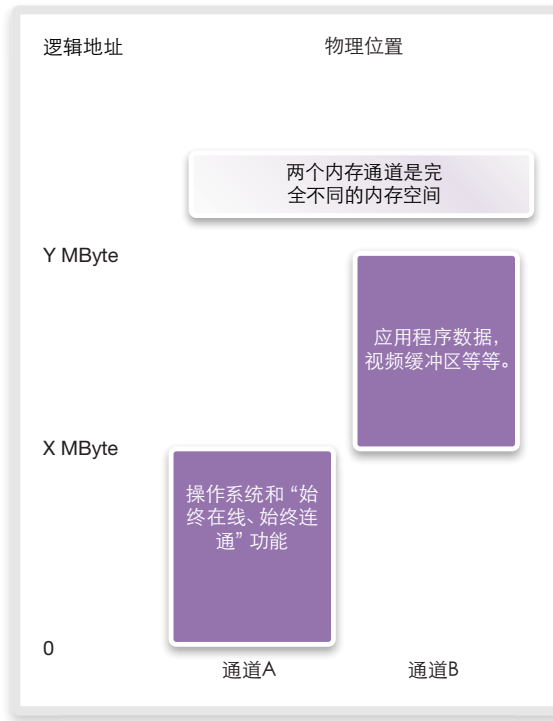 逻辑地址
物理位置
两个内存通道是完
全不同的内存空间
Y MByte
应用程序数据，
视频缓冲区等等。
X MByte
操作系统和“始
终在线、始终连
通”功能
0
通道A
通道B